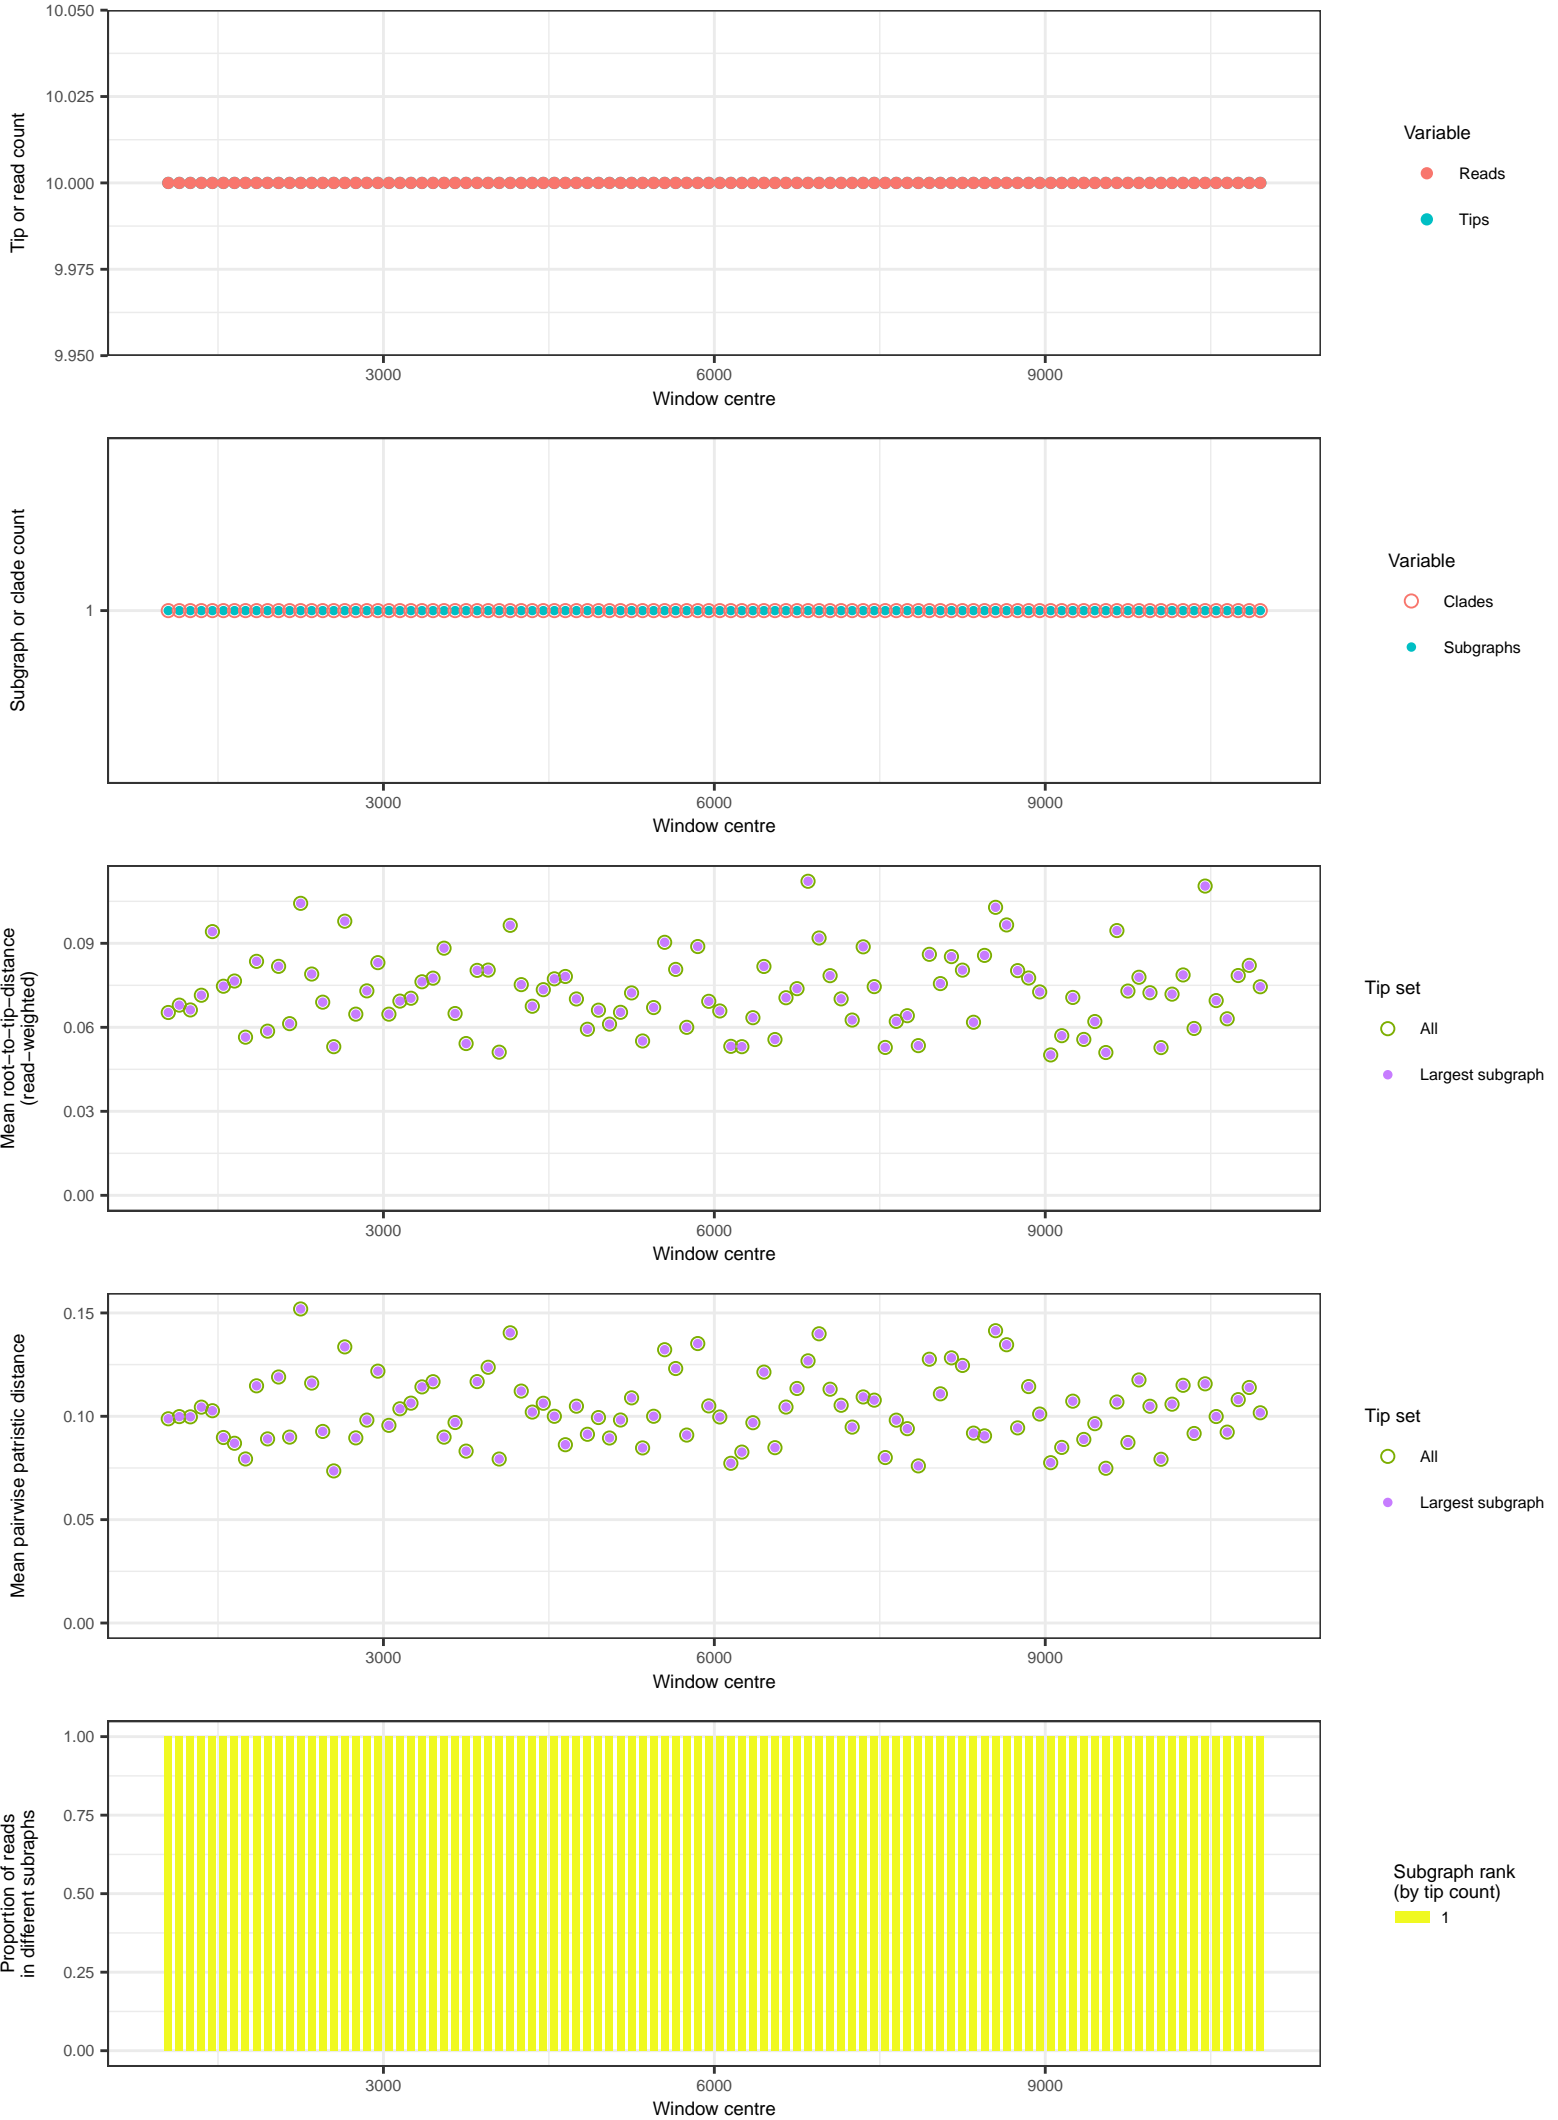 10.050
10.025
10.000
9.975
9.950
Tip or read count
3000
6000
9000
Window centre
Variable
Reads
Tips
1
Subgraph or clade count
3000
6000
9000
Window centre
Variable
Clades
Subgraphs
0.09
0.06
0.03
0.00
Mean root−to−tip−distance
(read−weighted)
3000
6000
9000
Window centre
Tip set
All
Largest subgraph
0.15
0.10
0.05
0.00
Mean pairwise patristic distance
3000
6000
9000
Window centre
Tip set
All
Largest subgraph
1.00
0.75
0.50
0.25
0.00
Proportion of reads
in different subraphs
3000
6000
9000
Window centre
Subgraph rank
(by tip count)
1